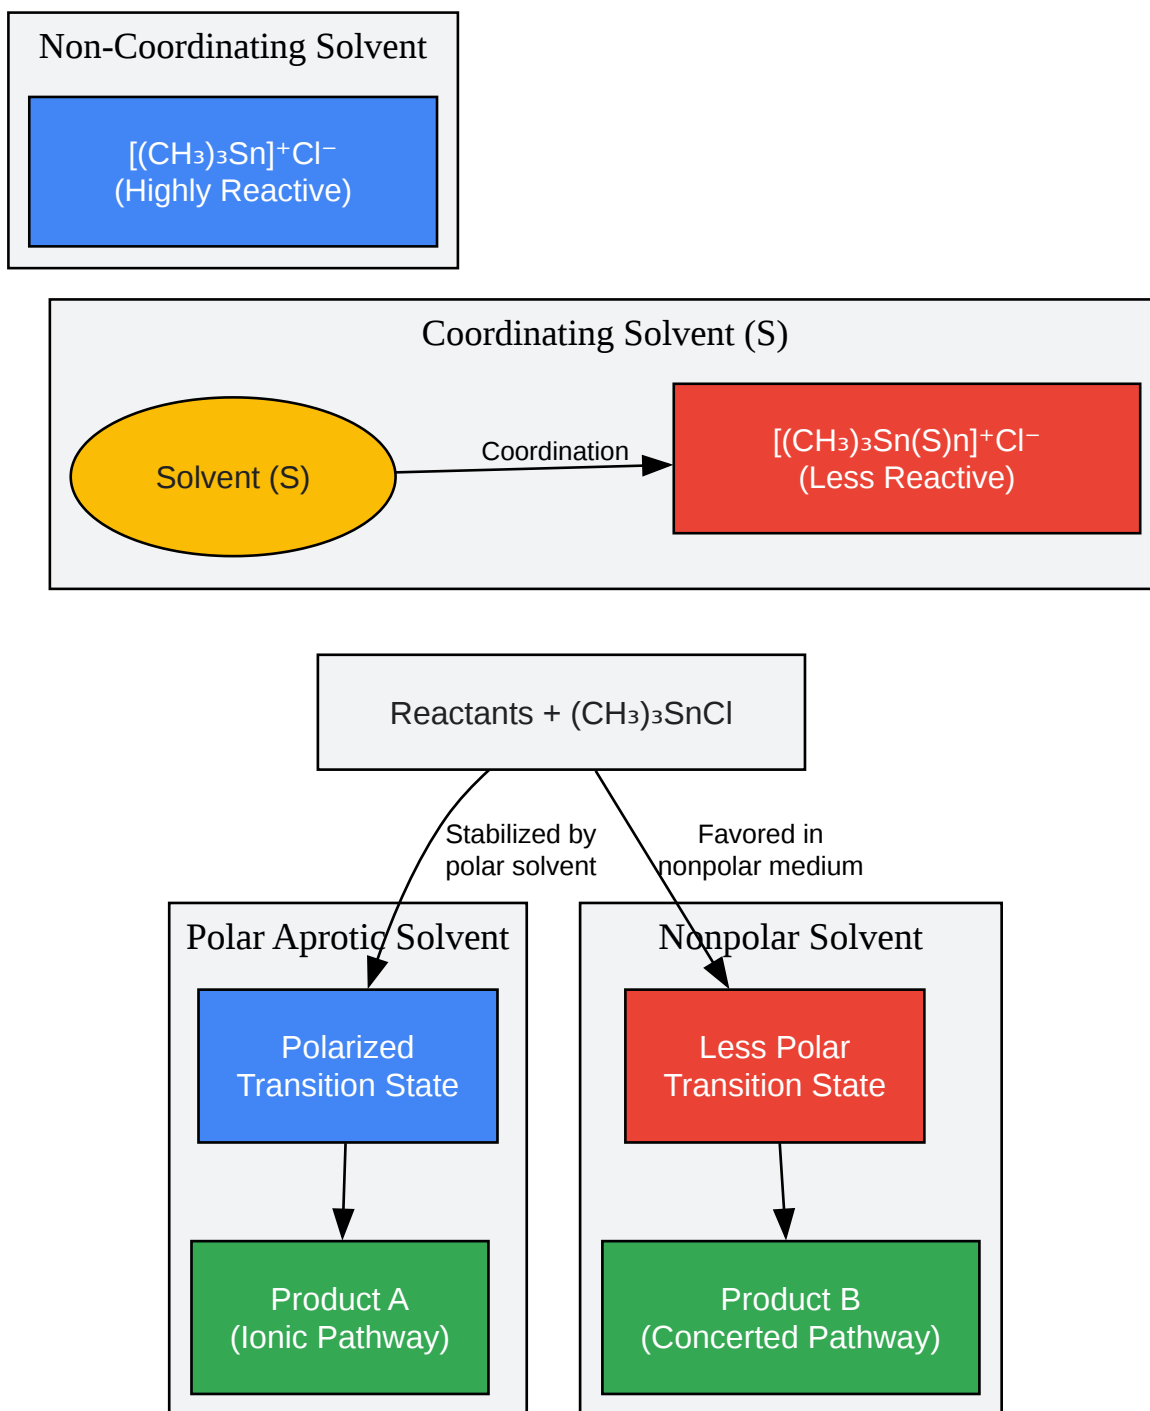 Non-Coordinating Solvent
[(CH₃)₃Sn]⁺Cl⁻
(Highly Reactive)
Coordinating Solvent (S)
Solvent (S)
Coordination
[(CH₃)₃Sn(S)n]⁺Cl⁻
(Less Reactive)
Reactants + (CH₃)₃SnCl
Stabilized by
polar solvent
Favored in
nonpolar medium
Polar Aprotic Solvent
Polarized
Transition State
Product A
(Ionic Pathway)
Nonpolar Solvent
Less Polar
Transition State
Product B
(Concerted Pathway)